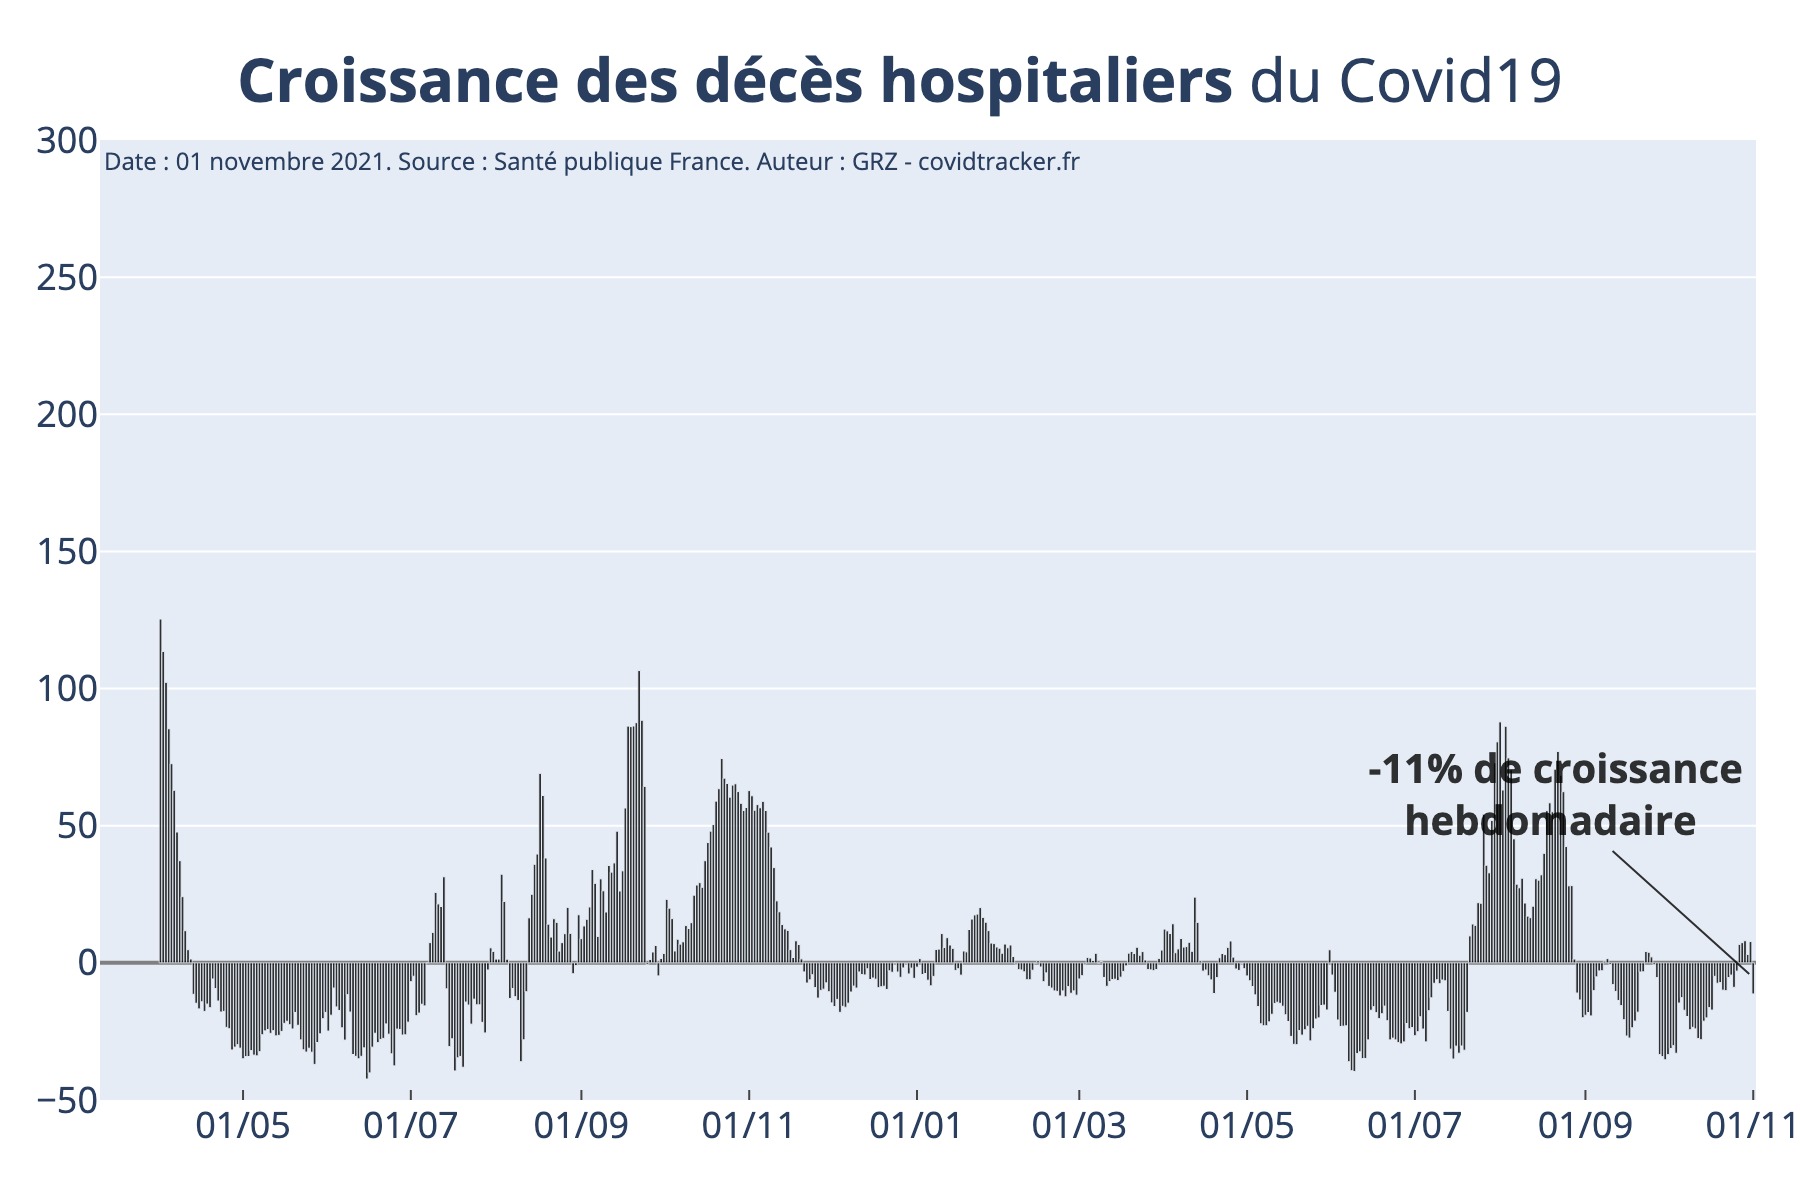 Croissance des décès hospitaliers du Covid19
300
Date : 01 novembre 2021. Source : Santé publique France. Auteur : GRZ - covidtracker.fr
250
200
150
100
-11% de croissance
hebdomadaire
50
0
−50
01/05 01/07 01/09 01/11 01/01 01/03 01/05 01/07 01/09 01/11